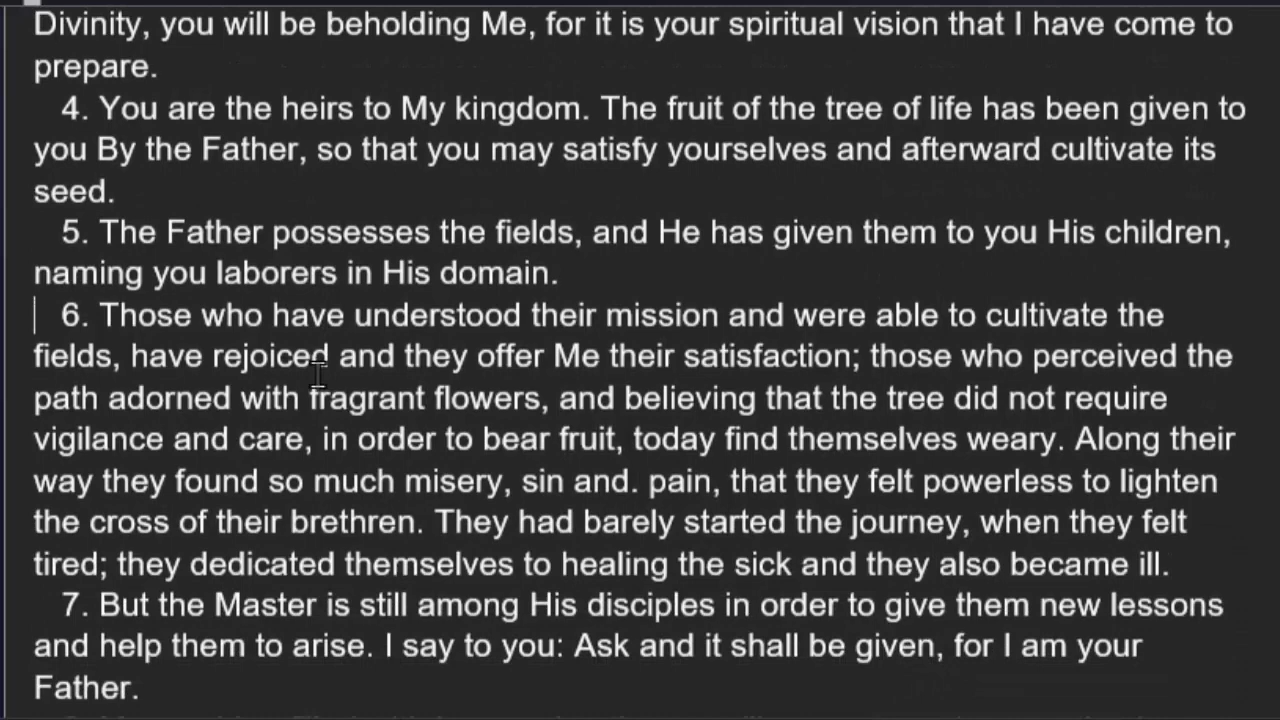 Divinity, you will be beholding Me, for it is your spiritual vision that I have come to
prepare.
4. You are the heirs to My kingdom. The fruit of the tree of life has been given to
you By the Father, so that you may satisfy yourselves and afterward cultivate its
seed.
5. The Father possesses the fields, and He has given them to you His children,
naming you laborers in His domain.
6. Those who have understood their mission and were able to cultivate the
fields, have rejoiced and they offer Me their satisfaction; those who perceived the
path adorned with fragrant flowers, and believing that the tree did not require
vigilance and care, in order to bear fruit, today find themselves weary. Along their
way they found so much misery, sin and. pain, that they felt powerless to lighten
the cross of their brethren. They had barely started the journey, when they felt
tired; they dedicated themselves to healing the sick and they also became ill.
7. But the Master is still among His disciples in order to give them new lessons
and help them to arise. I say to you: Ask and it shall be given, for I am your
Father.